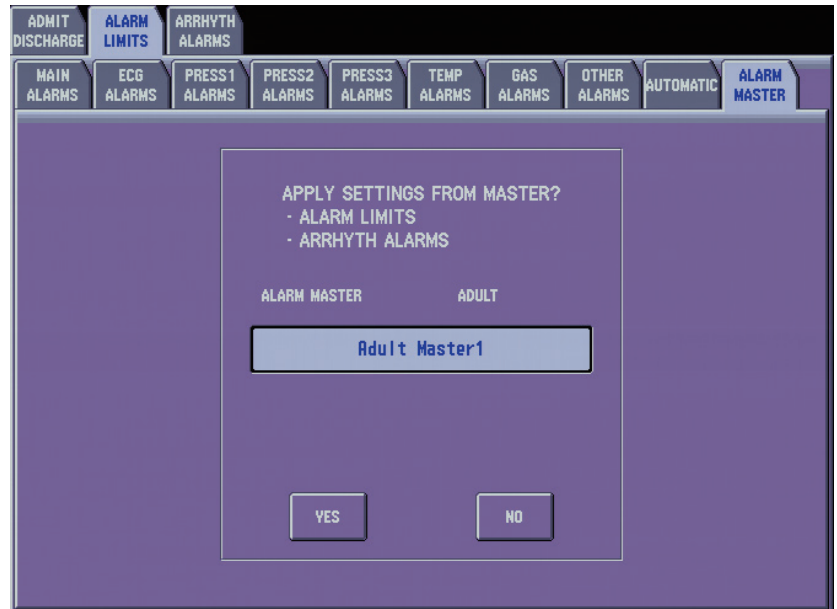 ADMIT DISCHARGE
ALARM LIMITS
ARRHYTH ALARMS
MAIN ALARMS
ECG ALARMS
PRESS1 ALARMS
PRESS2 ALARMS
PRESS3 ALARMS
TEMP ALARMS
GAS ALARMS
OTHER ALARMS
AUTOMATIC
ALARM MASTER
APPLY SETTINGS FROM MASTER?
- ALARM LIMITS
- ARRHYTH ALARMS
ALARM MASTER ADULT
Adult Master1
YES NO